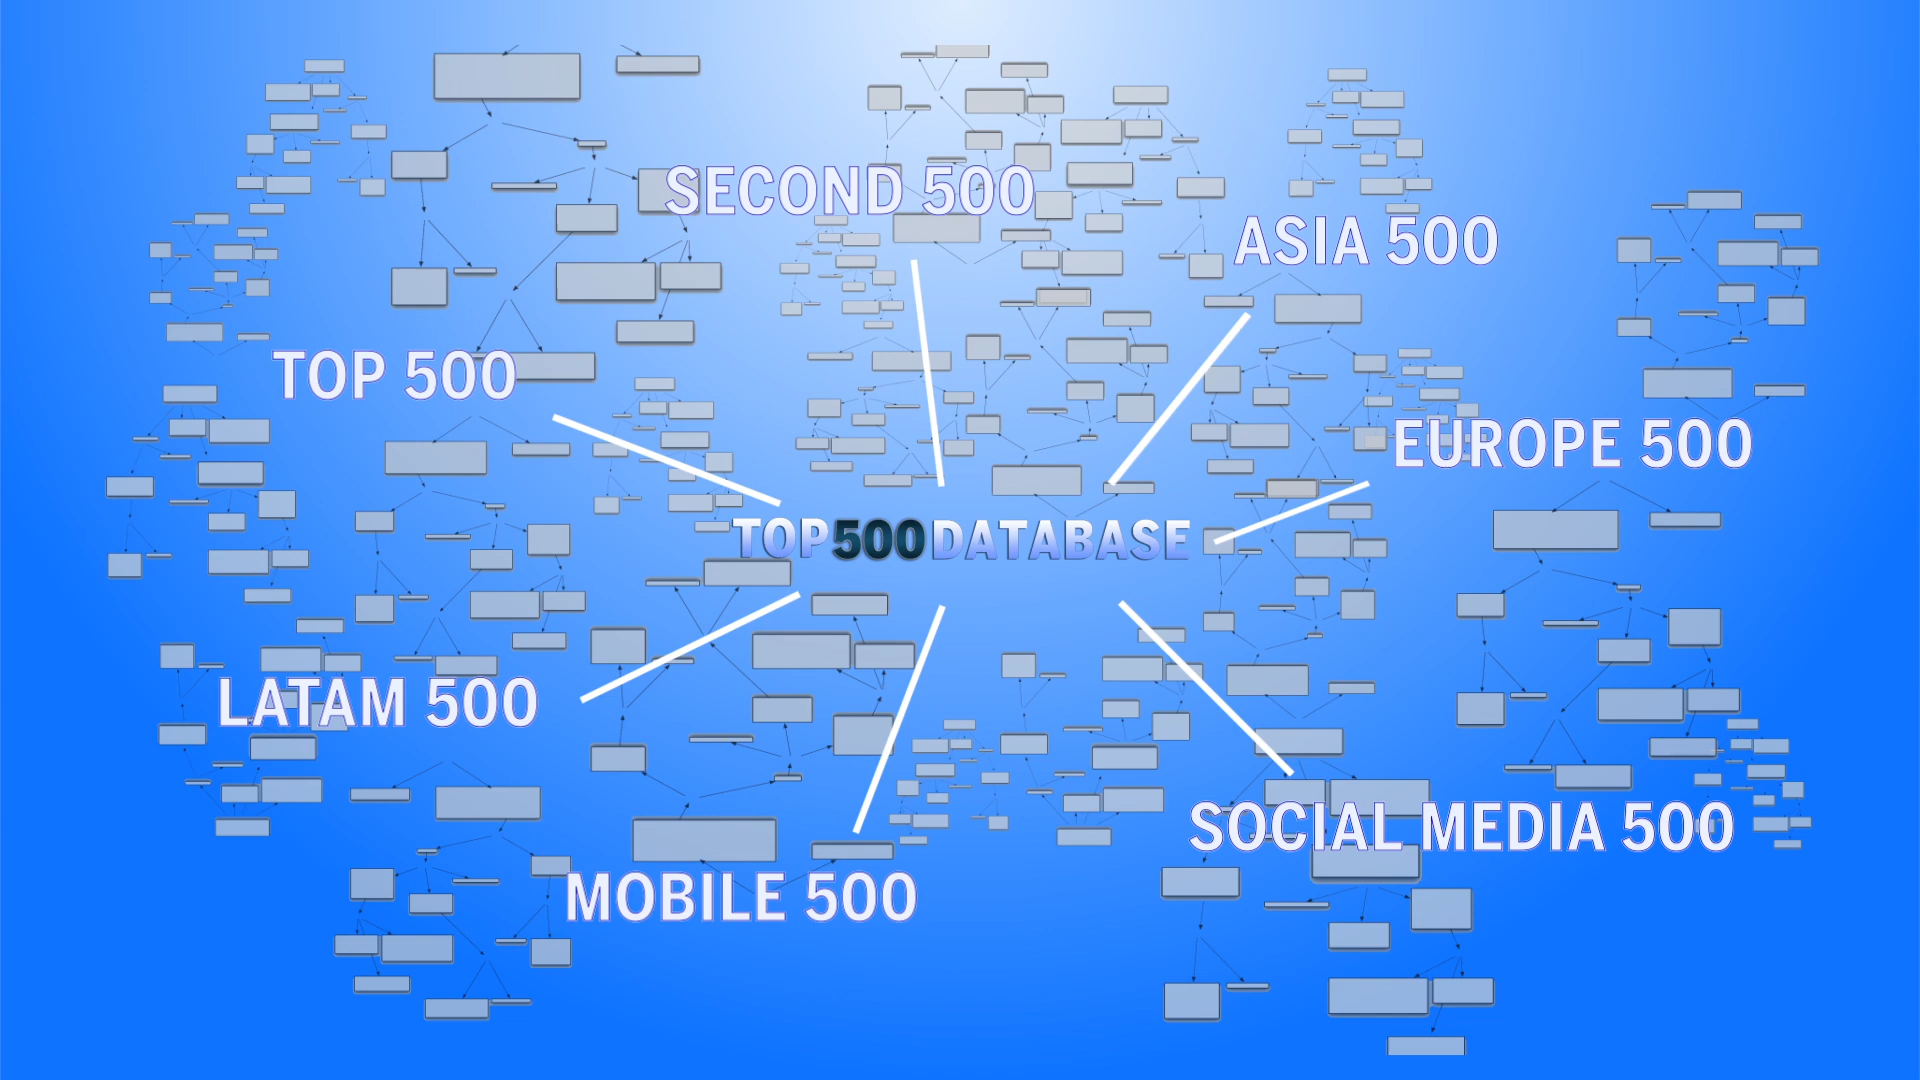 SECOND 500
ASIA 500
TOP 500
EUROPE 500
TOP500DATABASE
LATAM 500
SOCIAL MEDIA 500
MOBILE 500